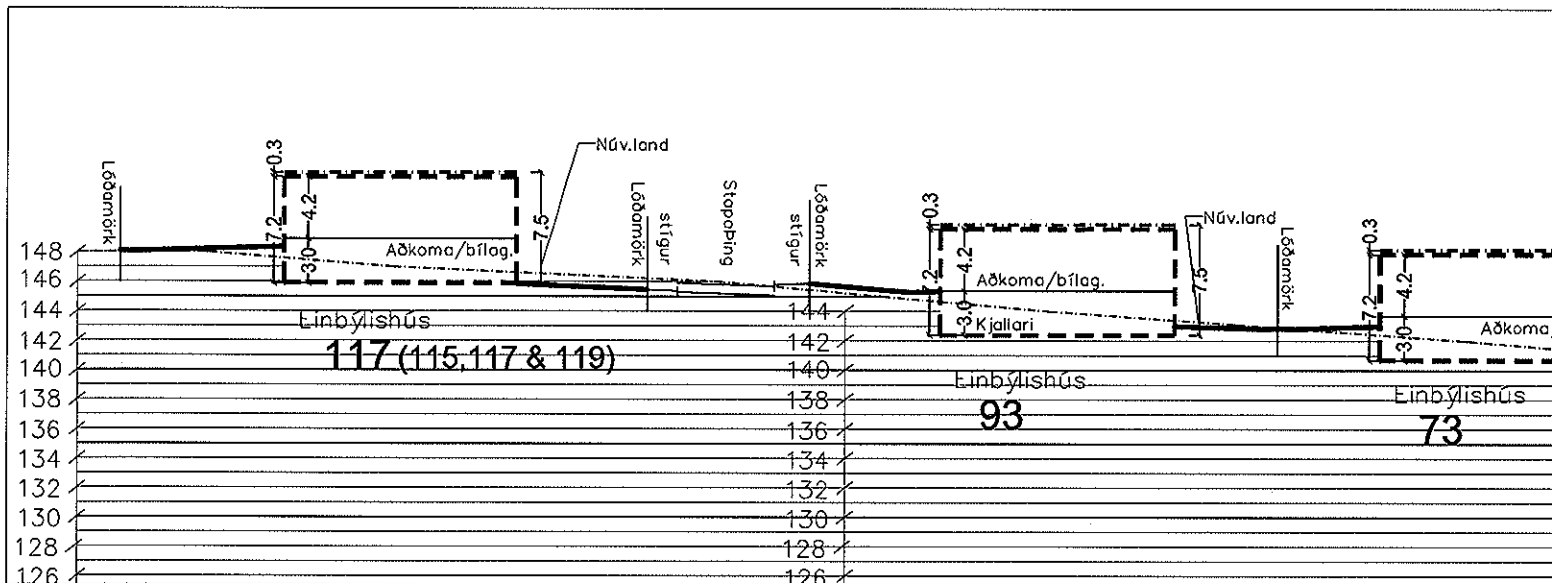 Lóðamörk
0.3
7.2
4.2
3.0
Aðkoma/bílag.
7.5
Núv.land
Lóðamörk
stígur
Stapaþing
stígur
Lóðamörk
0.3
7.2
4.2
3.0
Aðkoma/bílag.
Kjallari
7.5
Núv.land
Lóðamörk
0.3
7.2
4.2
3.0
Aðkoma/
Einbýlishús
117 (115,117 & 119)
Einbýlishús
93
Einbýlishús
73
148
146
144
142
140
138
136
134
132
130
128
126
144
142
140
138
136
134
132
130
128
126